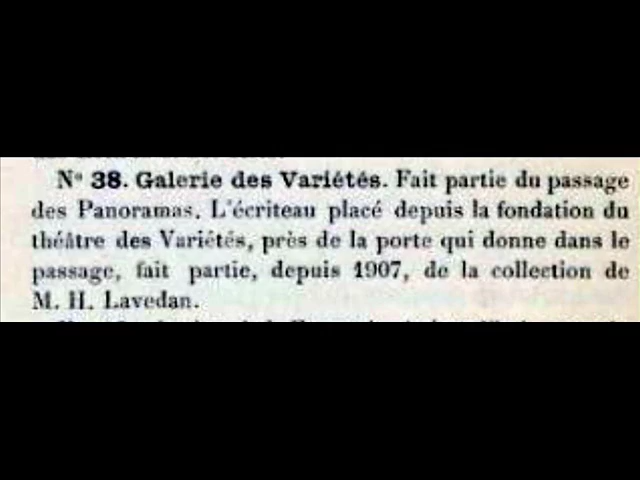 N° 38. Galerie des Variétés. Fait partie du passage
des Panoramas. L'écriteau placé depuis la fondation du
théâtre des Variétés, près de la porte qui donne dans le
passage, fait partie, depuis 1907, de la collection de
M. H. Lavedan.